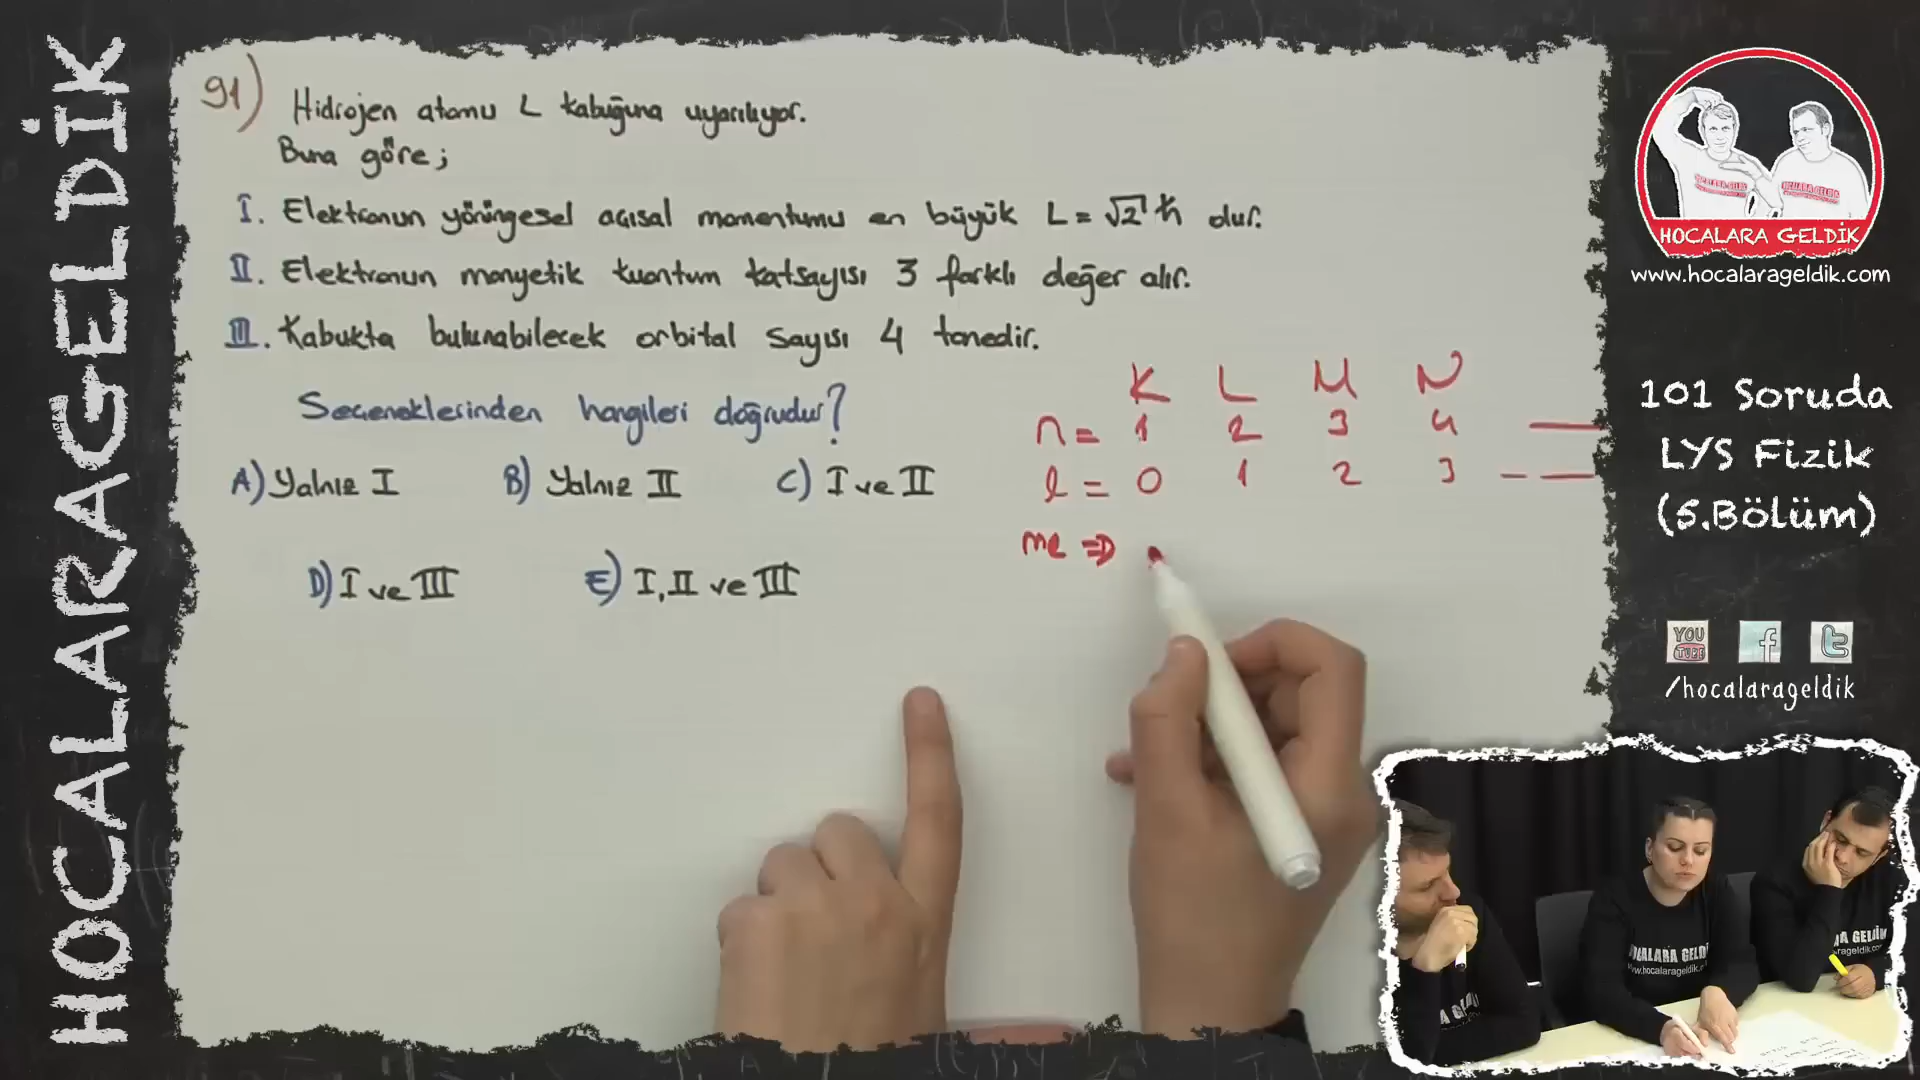 HOCALARAGELDİK
91) Hidrojen atomu L kabuğuna uyarılıyor.
Buna göre;
I. Elektronun yörüngesel açısal momentumu en büyük L = √2 ħ dur.
II. Elektronun manyetik kuantum katsayısı 3 farklı değer alır.
III. Kabukta bulunabilecek orbital sayısı 4 tanedir.
Seçeneklerinden hangileri doğrudur?
A) Yalnız I B) Yalnız II C) I ve II
D) I ve III E) I, II ve III
K L M N
n = 1 2 3 4
l = 0 1 2 3
ml ⇒
HOCALARA GELDİK
www.hocalarageldik.com
101 Soruda
LYS Fizik
(5.Bölüm)
YOU
TUBE
f t
/hocalarageldik